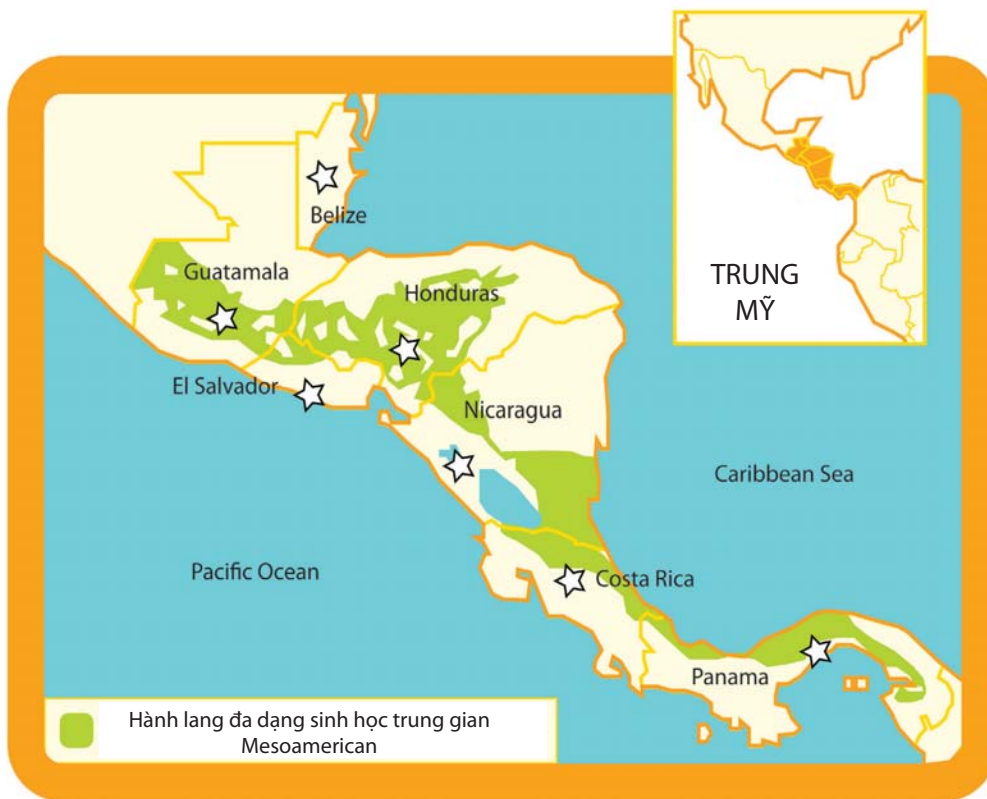 TRUNG
MỸ
Belize
Guatamala
Honduras
El Salvador
Nicaragua
Caribbean Sea
Pacific Ocean
Costa Rica
Panama
Hành lang đa dạng sinh học trung gian
Mesoamerican